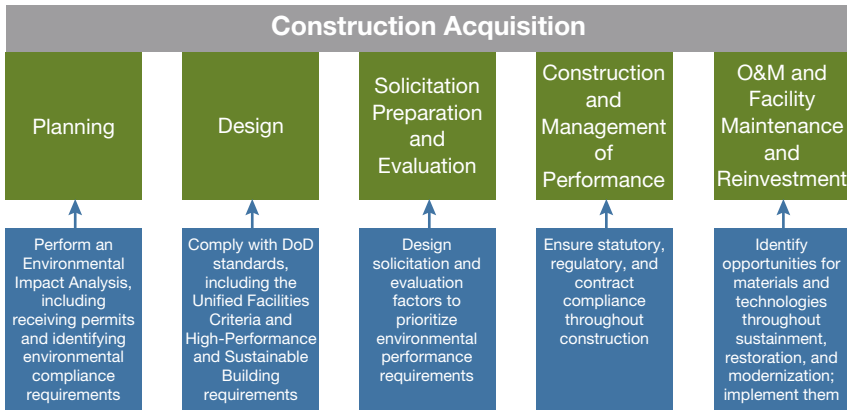 Construction Acquisition
Planning
Design
Solicitation
Preparation
and
Evaluation
Construction
and
Management
of
Performance
O&M and
Facility
Maintenance
and
Reinvestment
Perform an
Environmental
Impact Analysis,
including
receiving permits
and identifying
environmental
compliance
requirements
Comply with DoD
standards,
including the
Unified Facilities
Criteria and
High-Performance
and Sustainable
Building
requirements
Design
solicitation and
evaluation
factors to
prioritize
environmental
performance
requirements
Ensure statutory,
regulatory, and
contract
compliance
throughout
construction
Identify
opportunities for
materials and
technologies
throughout
sustainment,
restoration, and
modernization;
implement them